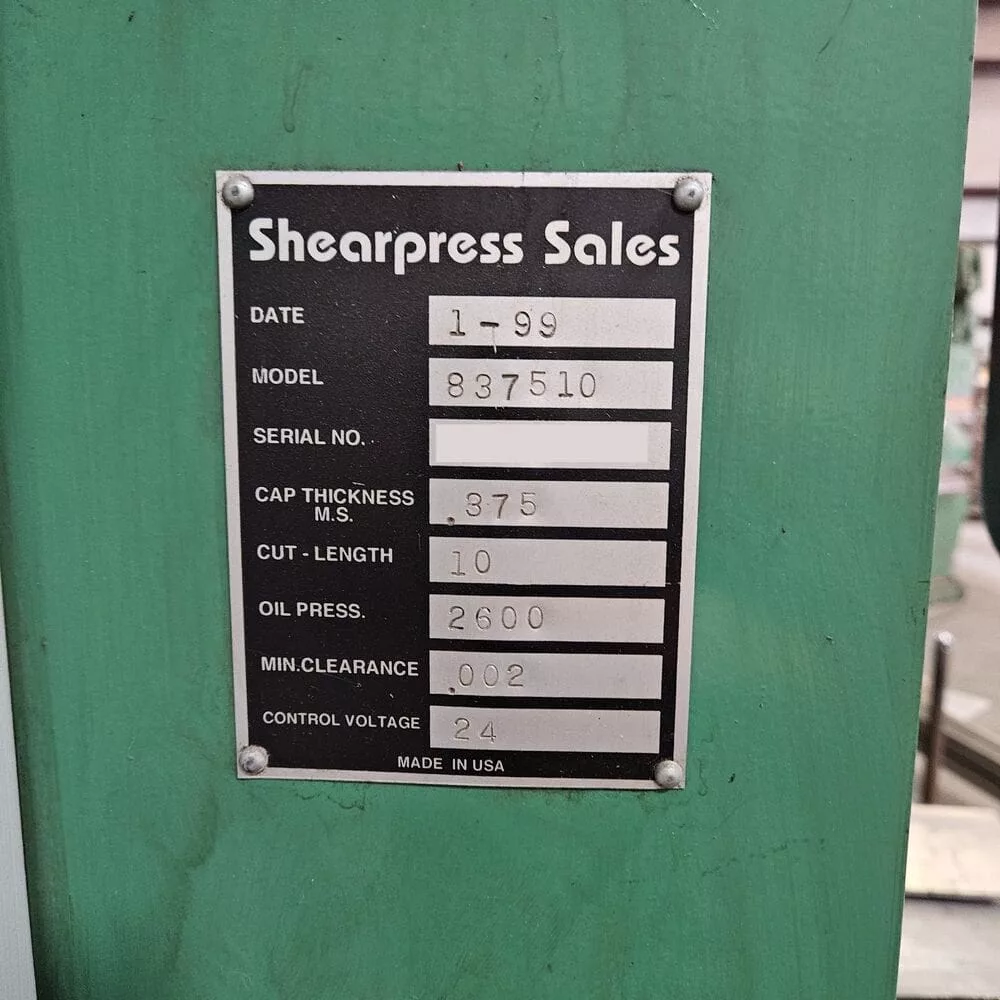 Shearpress Sales
DATE 1-99
MODEL 837510
SERIAL NO.
CAP THICKNESS .375
M.S.
CUT - LENGTH 10
OIL PRESS. 2600
MIN.CLEARANCE .002
CONTROL VOLTAGE 24
MADE IN USA